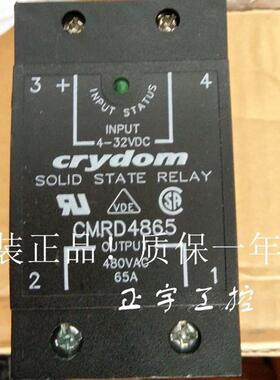 3 + 4
INPUT STATUS
INPUT
4-32VDC
crydom
SOLID STATE RELAY
VDE
CMRD4865
装正品,质保一年
OUTPUT
2 480VAC 1
65A
正宇工控